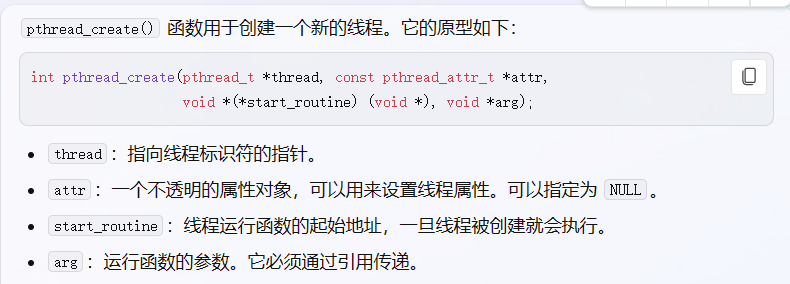 pthread_create() 函数用于创建一个新的线程。它的原型如下：
int pthread_create(pthread_t *thread, const pthread_attr_t *attr,
void *(*start_routine) (void *), void *arg);
thread：指向线程标识符的指针。
attr：一个不透明的属性对象，可以用来设置线程属性。可以指定为 NULL。
start_routine：线程运行函数的起始地址，一旦线程被创建就会执行。
arg：运行函数的参数。它必须通过引用传递。